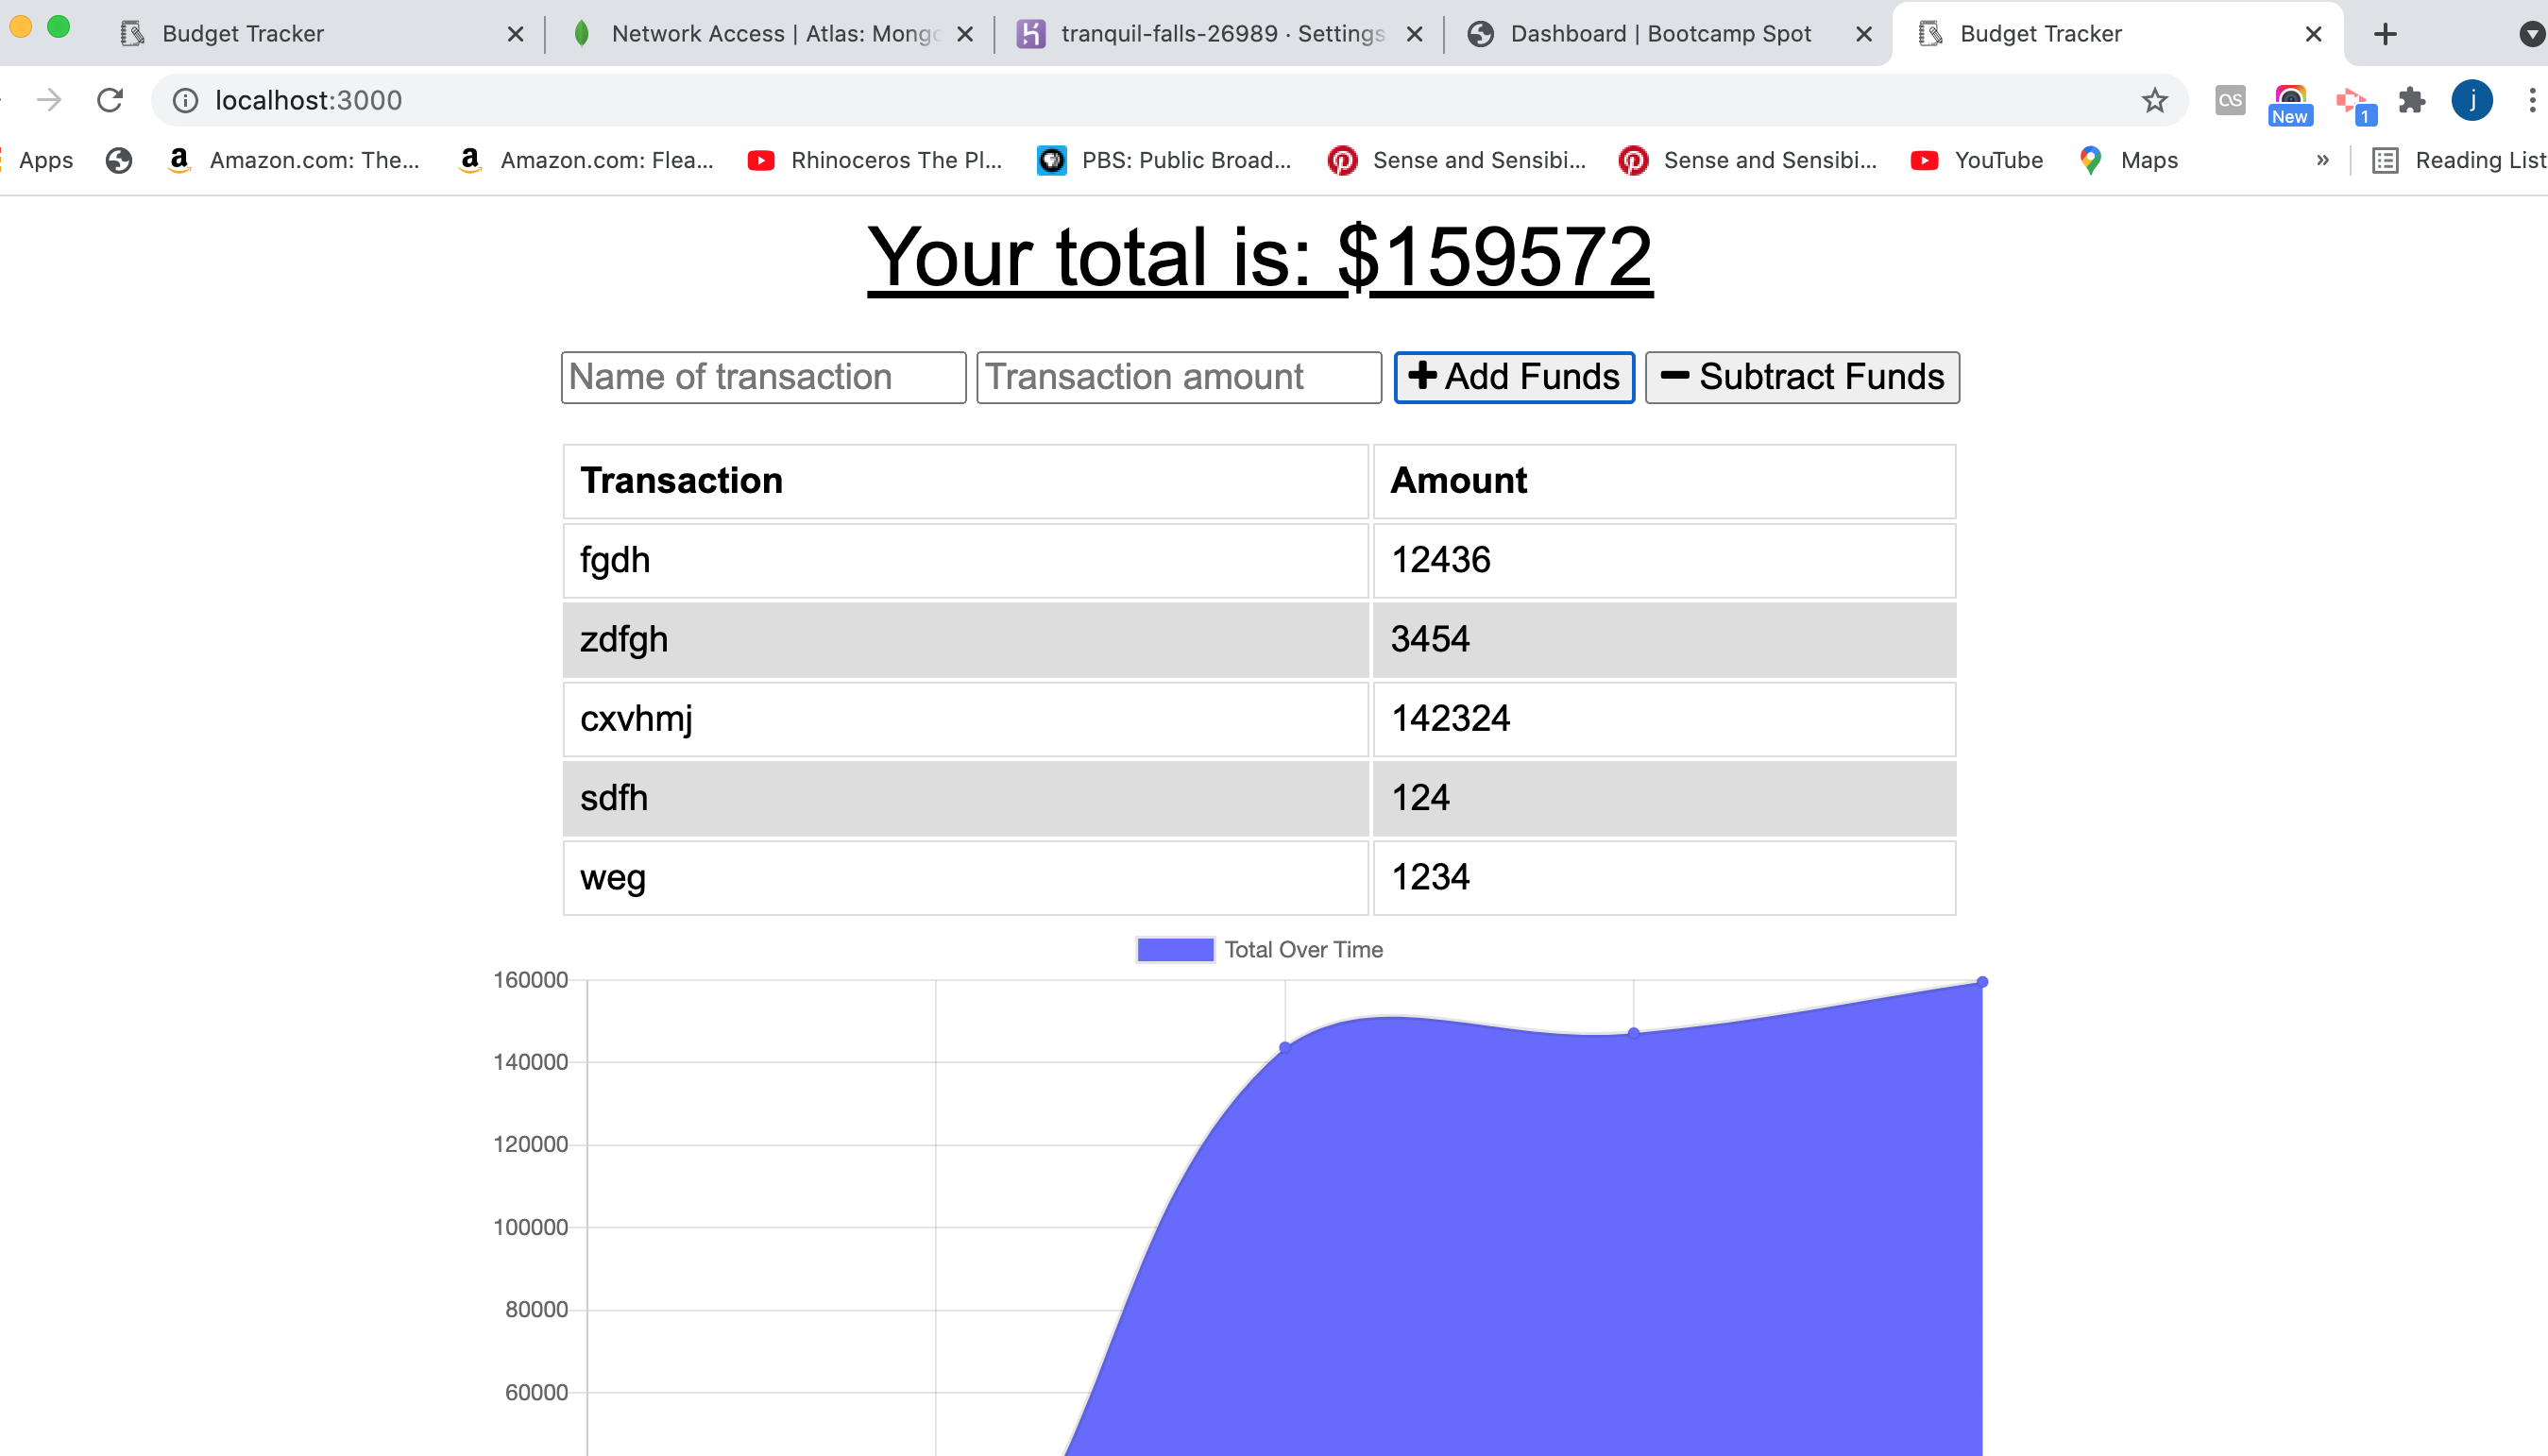 Budget Tracker
Network Access | Atlas: Mongo
tranquil-falls-26989 · Settings
Dashboard | Bootcamp Spot
Budget Tracker
localhost:3000
New
1
j
Apps
Amazon.com: The...
Amazon.com: Flea...
Rhinoceros The Pl...
PBS: Public Broad...
Sense and Sensibi...
Sense and Sensibi...
YouTube
Maps
»
Reading List
Your total is: $159572
Name of transaction
Transaction amount
+ Add Funds
− Subtract Funds
Transaction Amount
fgdh 12436
zdfgh 3454
cxvhmj 142324
sdfh 124
weg 1234
Total Over Time
160000
140000
120000
100000
80000
60000